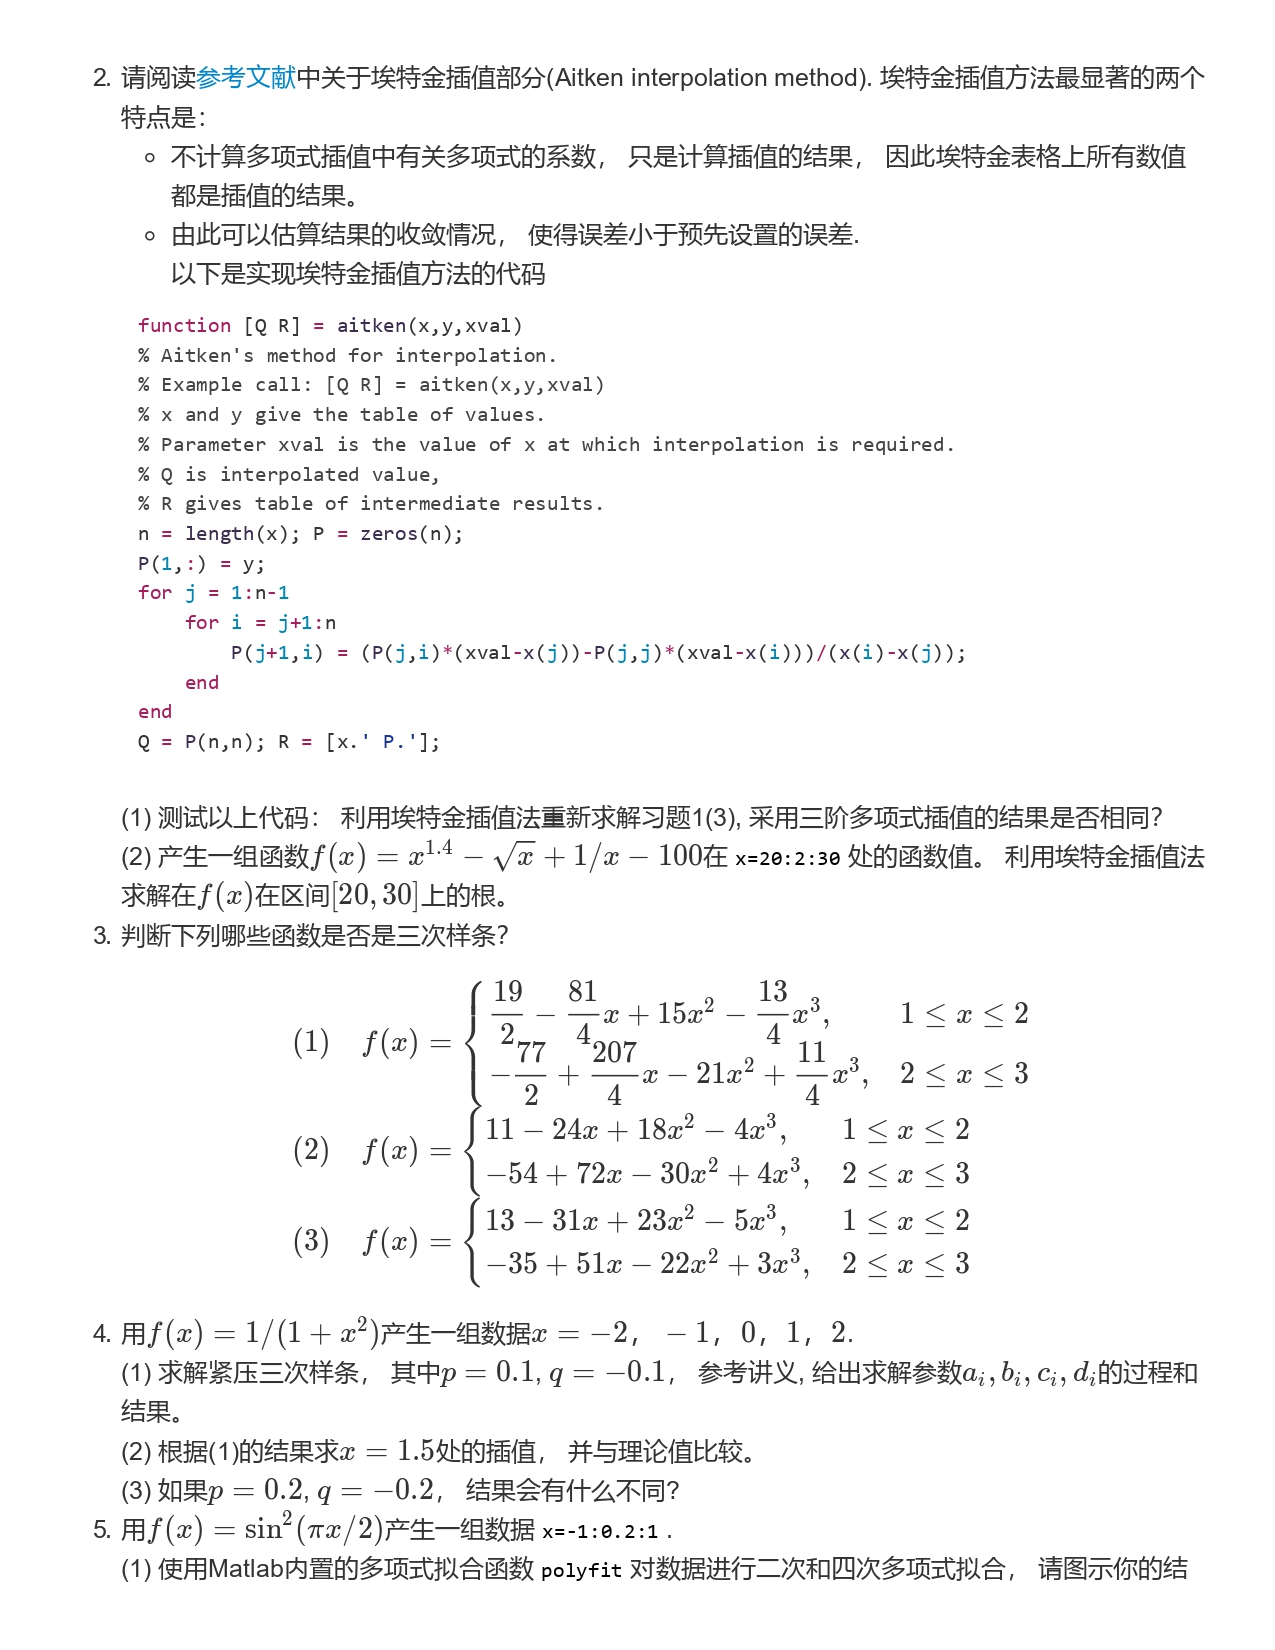 2. 请阅读参考文献中关于埃特金插值部分(Aitken interpolation method). 埃特金插值方法最显著的两个
特点是：
○ 不计算多项式插值中有关多项式的系数， 只是计算插值的结果， 因此埃特金表格上所有数值
都是插值的结果。
○ 由此可以估算结果的收敛情况， 使得误差小于预先设置的误差.
以下是实现埃特金插值方法的代码
function [Q R] = aitken(x,y,xval)
% Aitken's method for interpolation.
% Example call: [Q R] = aitken(x,y,xval)
% x and y give the table of values.
% Parameter xval is the value of x at which interpolation is required.
% Q is interpolated value,
% R gives table of intermediate results.
n = length(x); P = zeros(n);
P(1,:) = y;
for j = 1:n-1
    for i = j+1:n
        P(j+1,i) = (P(j,i)*(xval-x(j))-P(j,j)*(xval-x(i)))/(x(i)-x(j));
    end
end
Q = P(n,n); R = [x.' P.'];
(1) 测试以上代码： 利用埃特金插值法重新求解习题1(3), 采用三阶多项式插值的结果是否相同？
(2) 产生一组函数$f(x) = x^{1.4} - \sqrt{x} + 1/x - 100$在 x=20:2:30 处的函数值。 利用埃特金插值法
求解在$f(x)$在区间$[20, 30]$上的根。
3. 判断下列哪些函数是否是三次样条？
$(1) \quad f(x) = \begin{cases} \dfrac{19}{2} - \dfrac{81}{4}x + 15x^2 - \dfrac{13}{4}x^3, & 1 \le x \le 2 \\ -\dfrac{77}{2} + \dfrac{207}{4}x - 21x^2 + \dfrac{11}{4}x^3, & 2 \le x \le 3 \end{cases}$
$(2) \quad f(x) = \begin{cases} 11 - 24x + 18x^2 - 4x^3, & 1 \le x \le 2 \\ -54 + 72x - 30x^2 + 4x^3, & 2 \le x \le 3 \end{cases}$
$(3) \quad f(x) = \begin{cases} 13 - 31x + 23x^2 - 5x^3, & 1 \le x \le 2 \\ -35 + 51x - 22x^2 + 3x^3, & 2 \le x \le 3 \end{cases}$
4. 用$f(x) = 1/(1 + x^2)$产生一组数据$x = -2， -1，0，1，2$.
(1) 求解紧压三次样条， 其中$p = 0.1$, $q = -0.1$， 参考讲义, 给出求解参数$a_i, b_i, c_i, d_i$的过程和
结果。
(2) 根据(1)的结果求$x = 1.5$处的插值， 并与理论值比较。
(3) 如果$p = 0.2$, $q = -0.2$， 结果会有什么不同？
5. 用$f(x) = \sin^2(\pi x/2)$产生一组数据 x=-1:0.2:1 .
(1) 使用Matlab内置的多项式拟合函数 polyfit 对数据进行二次和四次多项式拟合， 请图示你的结